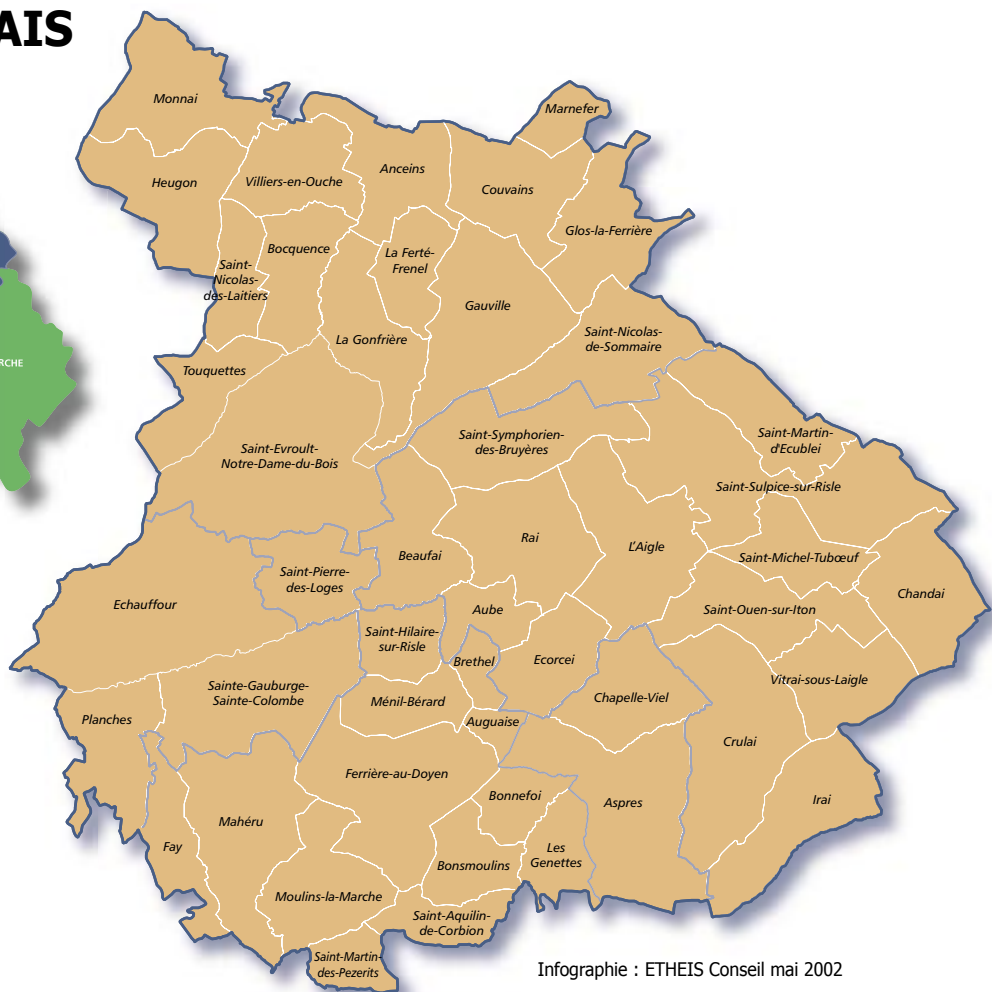 AIS
Monnai
Marnefer
Heugon
Villiers-en-Ouche
Anceins
Couvains
Glos-la-Ferrière
Bocquence
La Ferté-
Frenel
Saint-
Nicolas-
des-Laitiers
Gauville
La Gonfrière
Saint-Nicolas-
de-Sommaire
RCHE
Touquettes
Saint-Evroult-
Notre-Dame-du-Bois
Saint-Symphorien-
des-Bruyères
Saint-Martin-
d'Ecublei
Saint-Sulpice-sur-Risle
Rai
L'Aigle
Beaufai
Saint-Michel-Tubœuf
Saint-Pierre-
des-Loges
Chandai
Echauffour
Aube
Saint-Ouen-sur-Iton
Saint-Hilaire-
sur-Risle
Brethel
Ecorcei
Vitrai-sous-Laigle
Sainte-Gauburge-
Sainte-Colombe
Ménil-Bérard
Chapelle-Viel
Planches
Auguaise
Crulai
Ferrière-au-Doyen
Bonnefoi
Aspres
Irai
Mahéru
Fay
Les
Genettes
Bonsmoulins
Moulins-la-Marche
Saint-Aquilin-
de-Corbion
Saint-Martin-
des-Pezerits
Infographie : ETHEIS Conseil mai 2002